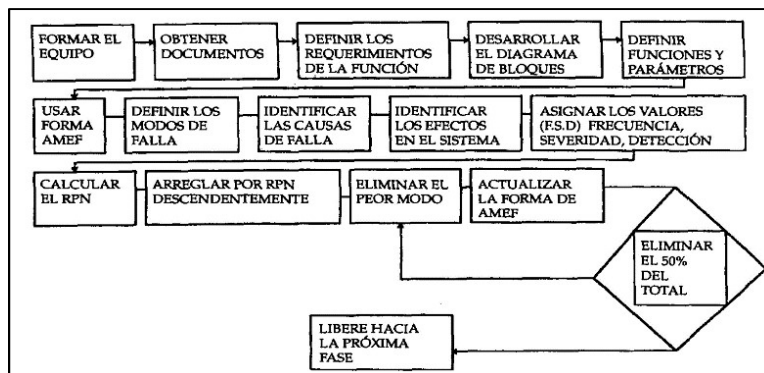 FORMAR EL
EQUIPO
OBTENER
DOCUMENTOS
DEFINIR LOS
REQUERIMIENTOS
DE LA FUNCIÓN
DESARROLLAR
EL DIAGRAMA
DE BLOQUES
DEFINIR
FUNCIONES Y
PARÁMETROS
USAR
FORMA
AMEF
DEFINIR LOS
MODOS DE
FALLA
IDENTIFICAR
LAS CAUSAS
DE FALLA
IDENTIFICAR
LOS EFECTOS
EN EL SISTEMA
ASIGNAR LOS VALORES
(F.S.D) FRECUENCIA,
SEVERIDAD, DETECCIÓN
CALCULAR
EL RPN
ARREGLAR POR RPN
DESCENDENTEMENTE
ELIMINAR EL
PEOR MODO
ACTUALIZAR
LA FORMA DE
AMEF
ELIMINAR
EL 50%
DEL
TOTAL
LIBERE HACIA
LA PRÓXIMA
FASE